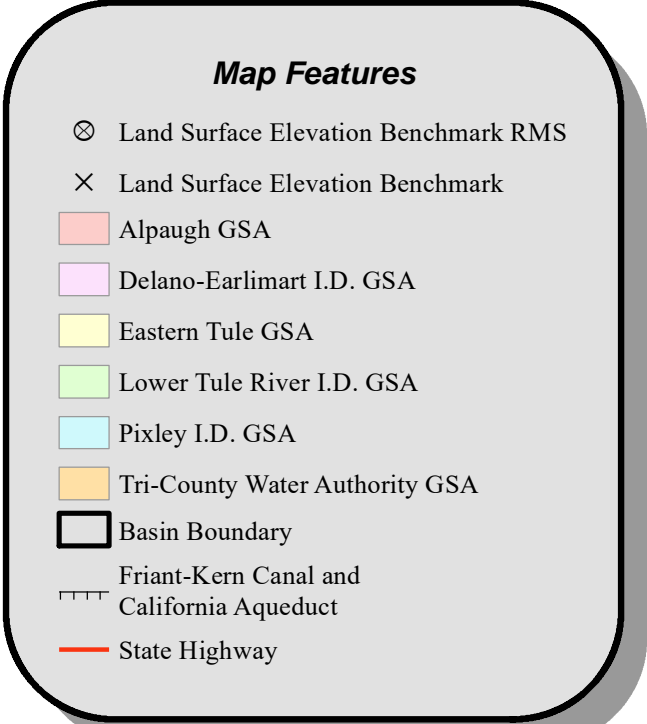 Map Features
Land Surface Elevation Benchmark RMS
Land Surface Elevation Benchmark
Alpaugh GSA
Delano-Earlimart I.D. GSA
Eastern Tule GSA
Lower Tule River I.D. GSA
Pixley I.D. GSA
Tri-County Water Authority GSA
Basin Boundary
Friant-Kern Canal and
California Aqueduct
State Highway